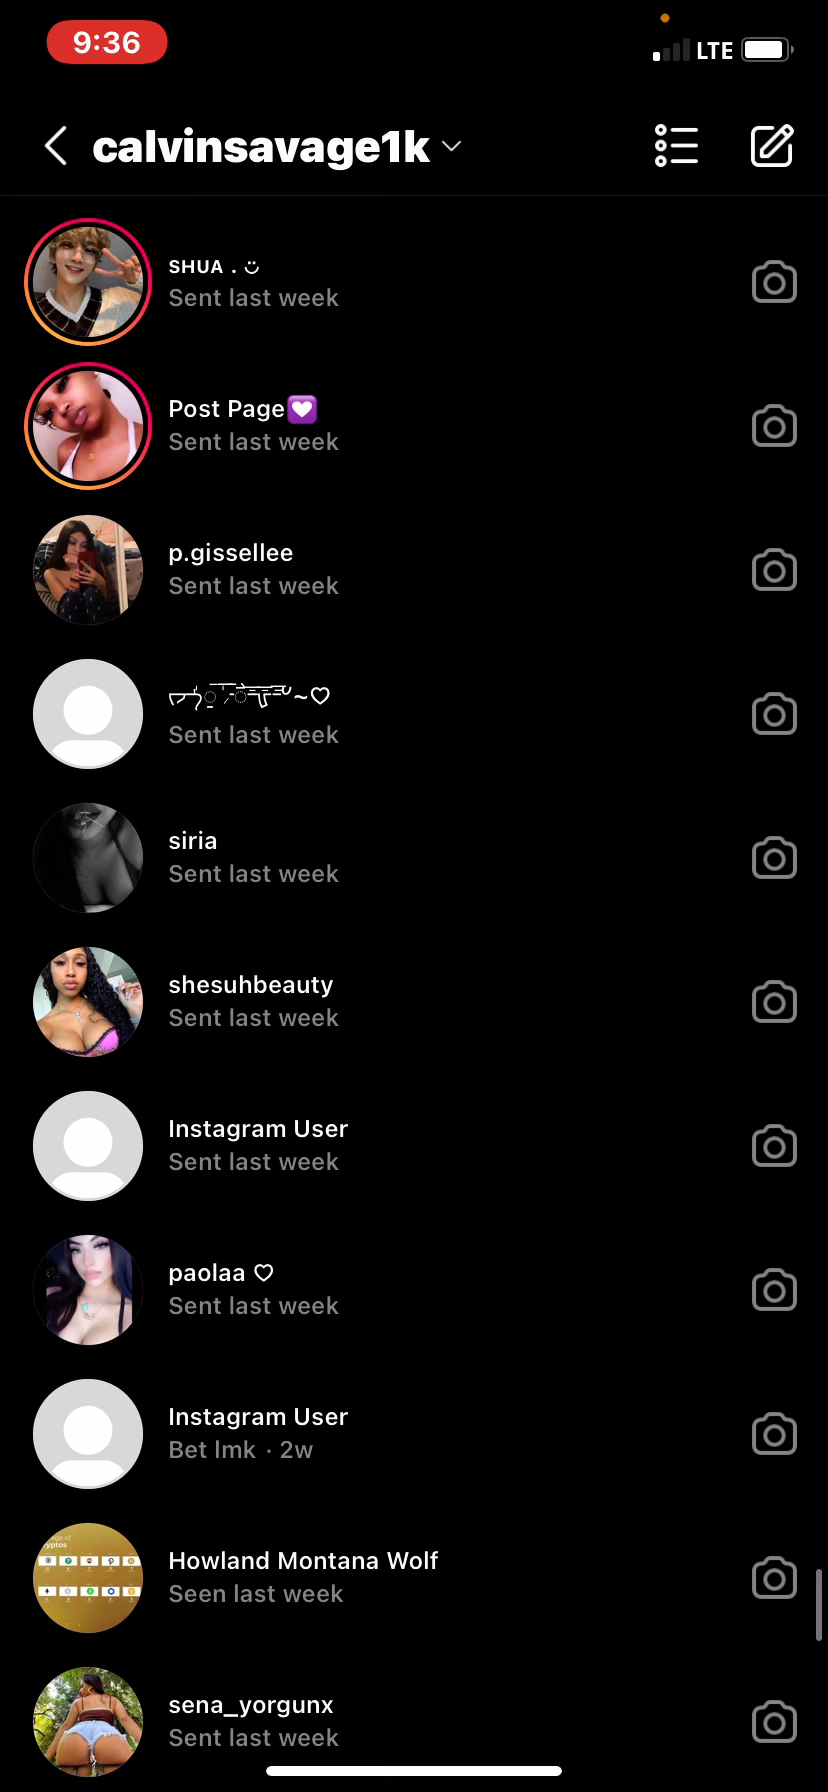 9:36
LTE
calvinsavage1k
SHUA . ㋡
Sent last week
Post Page💟
Sent last week
p.gissellee
Sent last week
~♡
Sent last week
siria
Sent last week
shesuhbeauty
Sent last week
Instagram User
Sent last week
paolaa ♡
Sent last week
Instagram User
Bet lmk · 2w
Howland Montana Wolf
Seen last week
sena_yorgunx
Sent last week